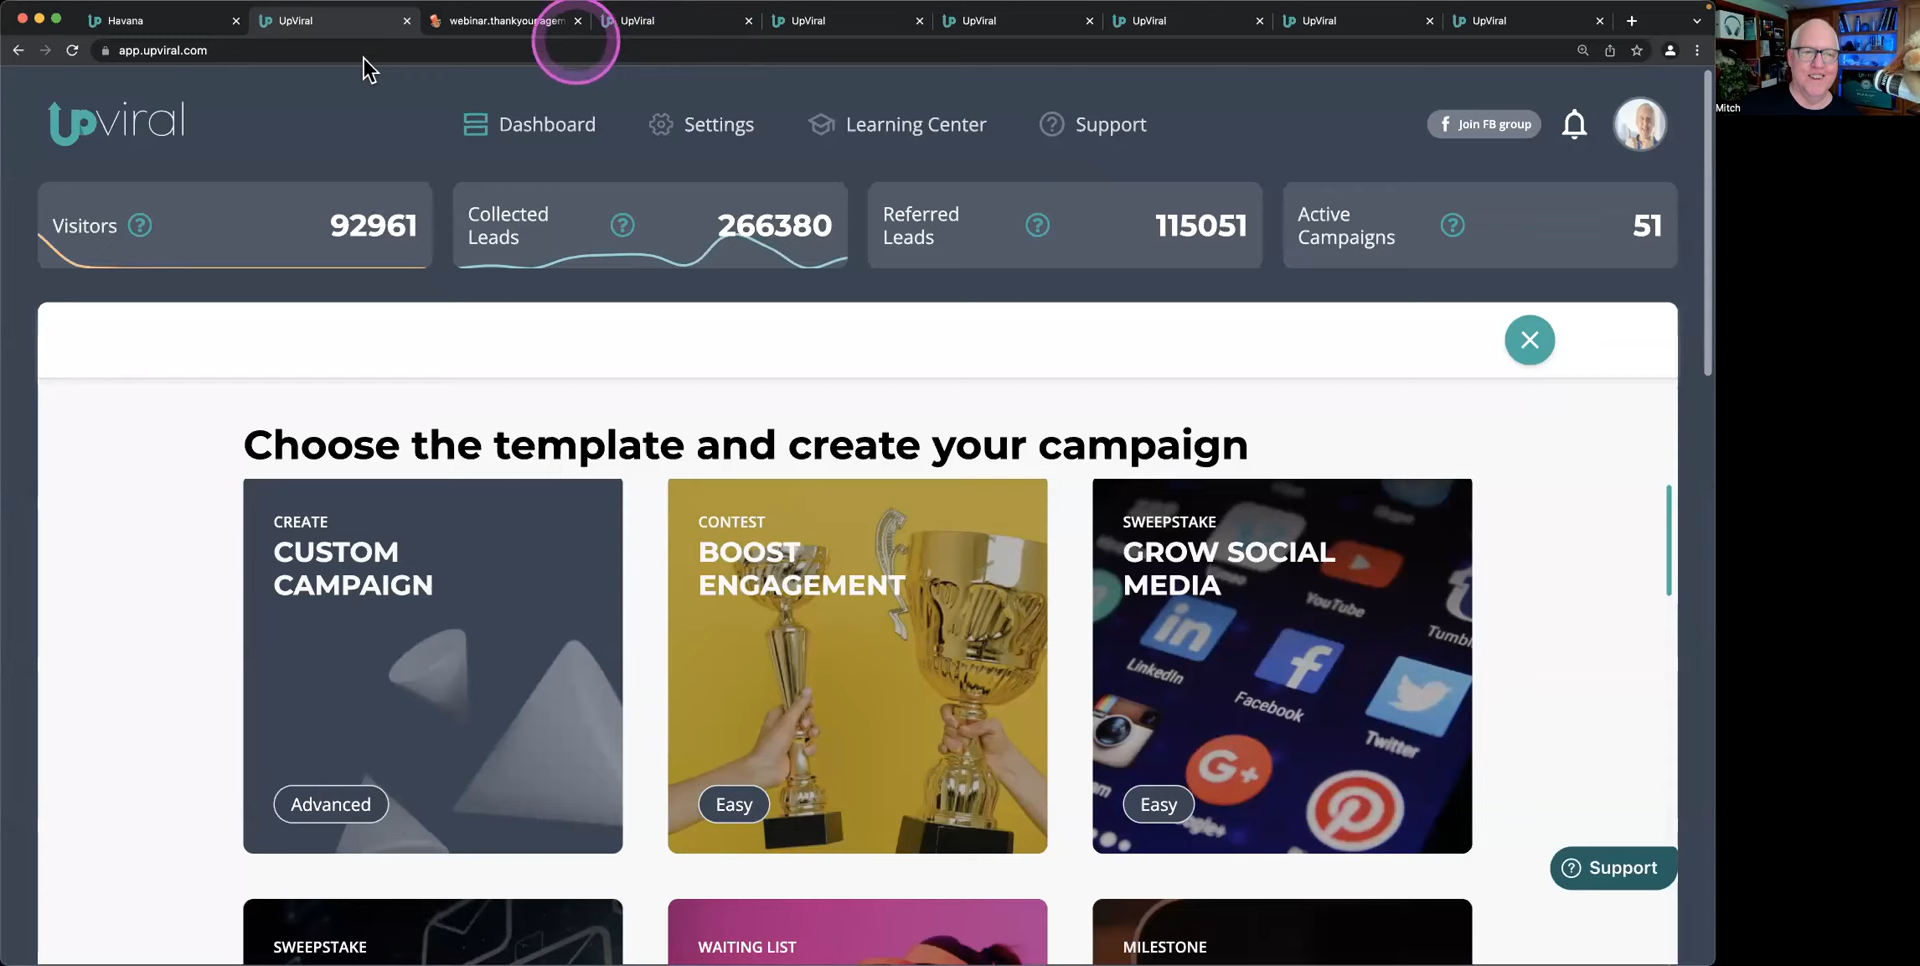 Havana
UpViral
webinar.thankyouragem
UpViral
UpViral
UpViral
UpViral
UpViral
UpViral
app.upviral.com
Mitch
upviral
Dashboard
Settings
Learning Center
Support
Join FB group
Visitors
92961
Collected
Leads
266380
Referred
Leads
115051
Active
Campaigns
51
Choose the template and create your campaign
CREATE
CUSTOM
CAMPAIGN
Advanced
CONTEST
BOOST
ENGAGEMENT
Easy
SWEEPSTAKE
GROW SOCIAL
MEDIA
YouTube
Tumbl
LinkedIn
Facebook
Twitter
Easy
Support
SWEEPSTAKE
WAITING LIST
MILESTONE